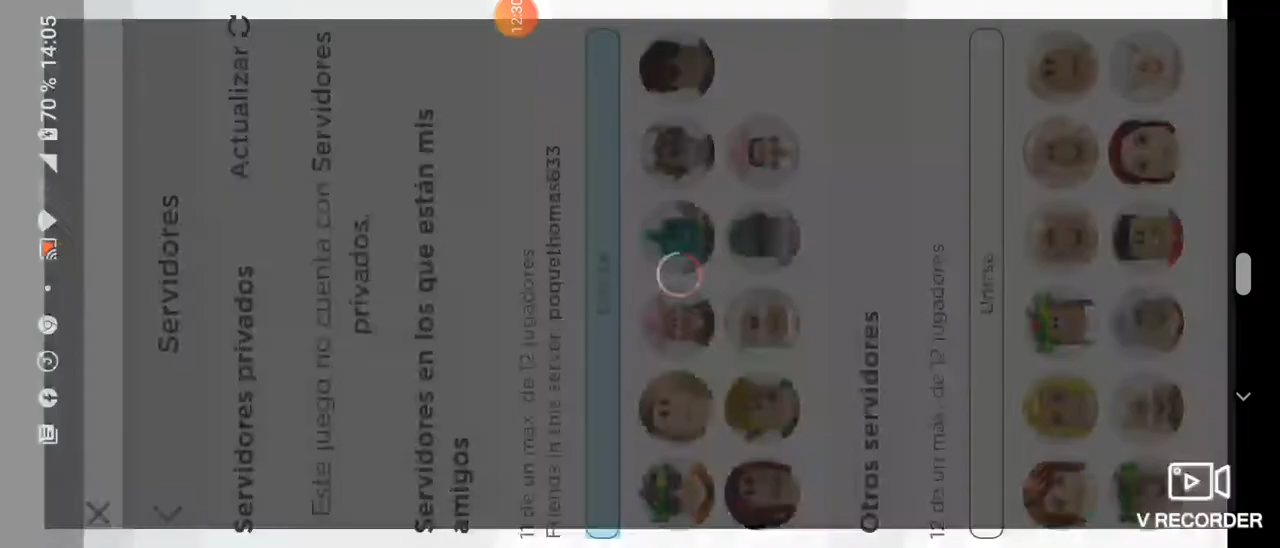 14:05
70 %
12:30
Servidores
Servidores privados
Actualizar
Este juego no cuenta con Servidores
privados.
Servidores en los que están mis
amigos
11 de un máx. de 12 jugadores
Friends in this server: poquethomas633
Unirse
Otros servidores
12 de un máx. de 12 jugadores
Unirse
V RECORDER